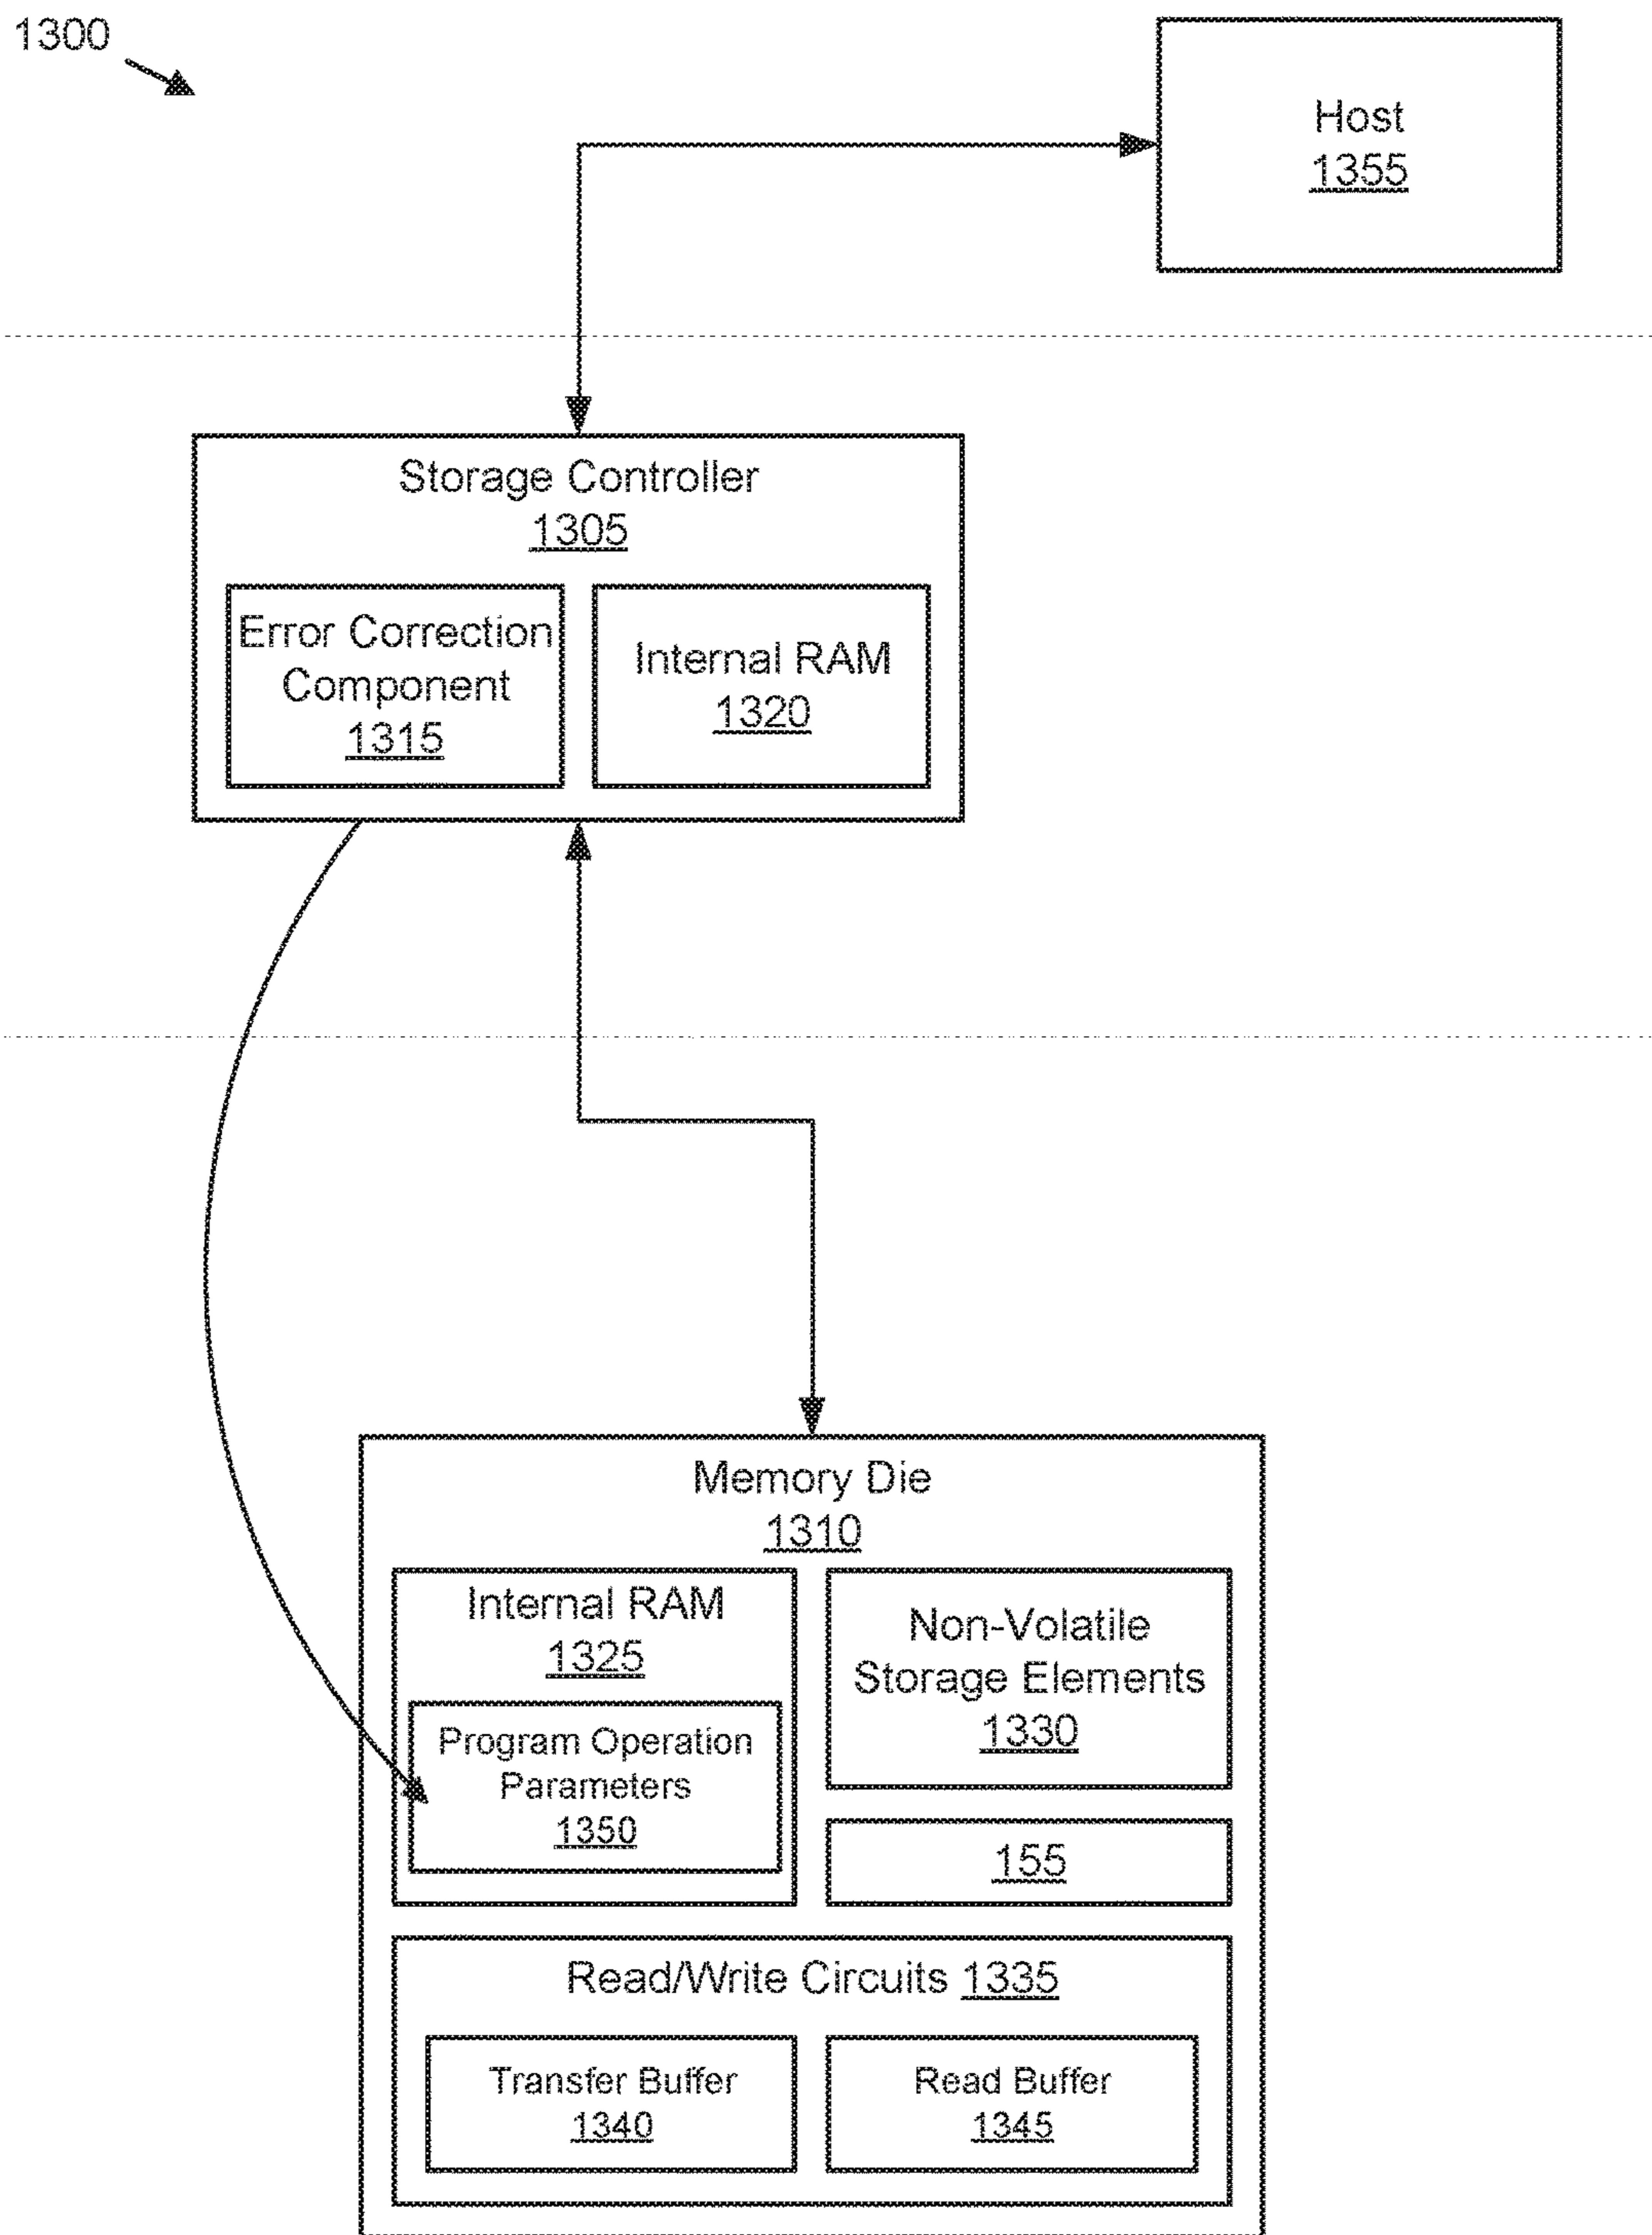 1300
Host
1355
Storage Controller
1305
Error Correction
Component
1315
Internal RAM
1320
Memory Die
1310
Internal RAM
1325
Program Operation
Parameters
1350
Non-Volatile
Storage Elements
1330
155
Read/Write Circuits 1335
Transfer Buffer
1340
Read Buffer
1345